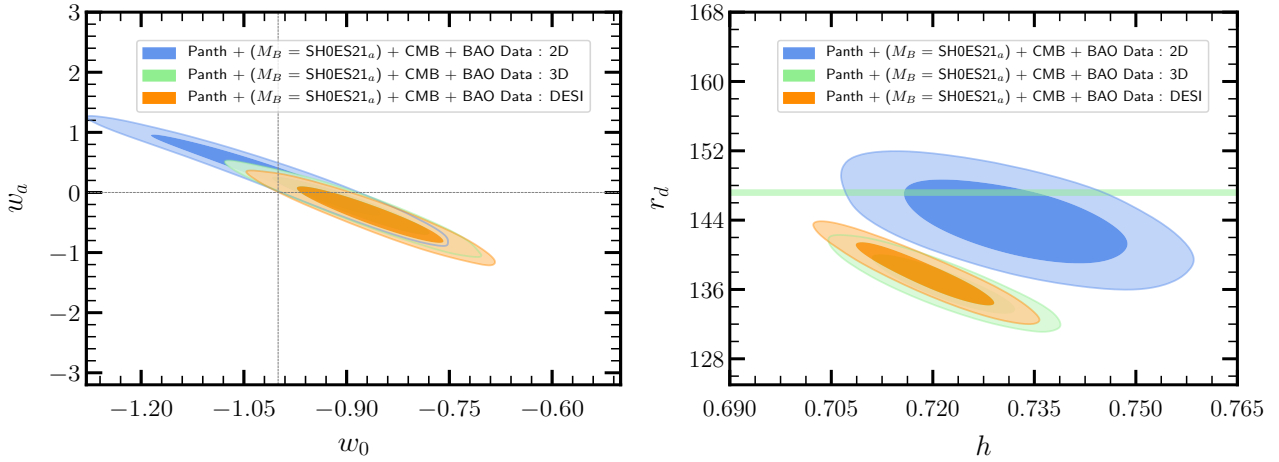 3
2
1
0
−1
−2
−3
w_a
Panth + (M_B = SH0ES21_a) + CMB + BAO Data : 2D
Panth + (M_B = SH0ES21_a) + CMB + BAO Data : 3D
Panth + (M_B = SH0ES21_a) + CMB + BAO Data : DESI
−1.20 −1.05 −0.90 −0.75 −0.60
w_0
168
160
152
144
136
128
r_d
Panth + (M_B = SH0ES21_a) + CMB + BAO Data : 2D
Panth + (M_B = SH0ES21_a) + CMB + BAO Data : 3D
Panth + (M_B = SH0ES21_a) + CMB + BAO Data : DESI
0.690 0.705 0.720 0.735 0.750 0.765
h